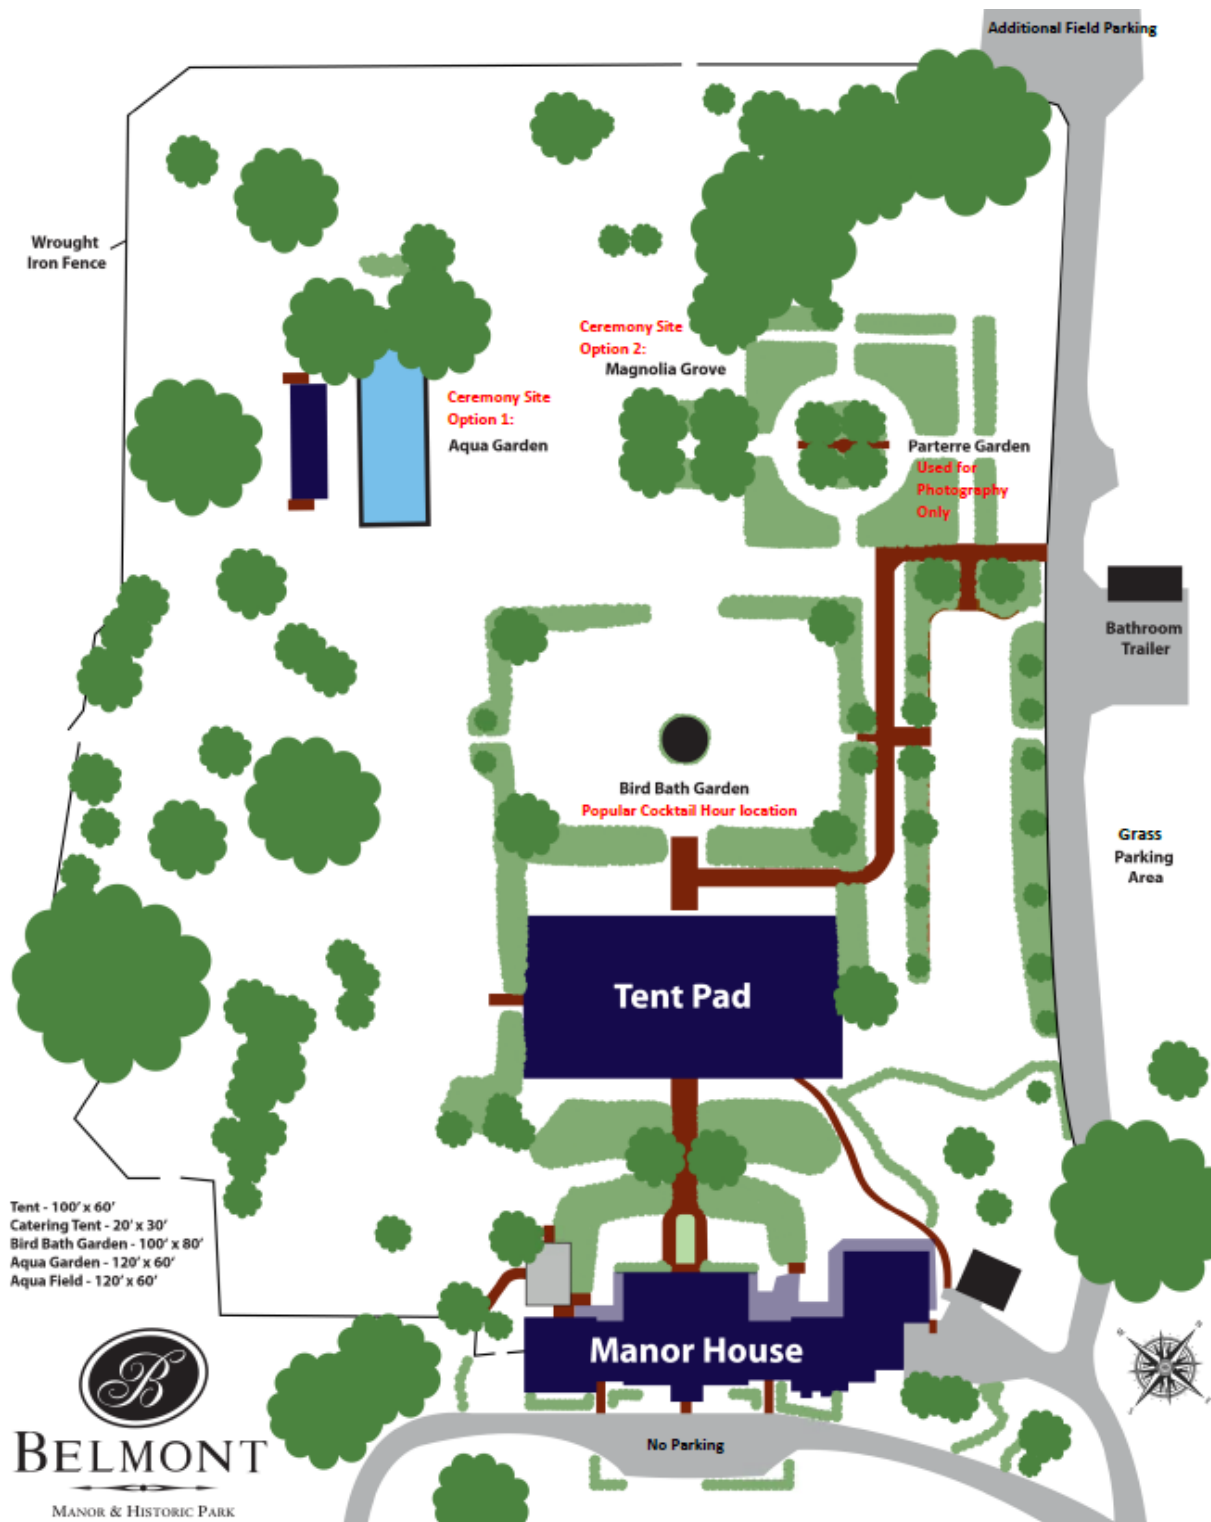 Additional Field Parking
Wrought
Iron Fence
Ceremony Site
Option 2:
Magnolia Grove
Ceremony Site
Option 1:
Aqua Garden
Parterre Garden
Used for
Photography
Only
Bathroom
Trailer
Bird Bath Garden
Popular Cocktail Hour location
Grass
Parking
Area
Tent Pad
Tent - 100' x 60'
Catering Tent - 20' x 30'
Bird Bath Garden - 100' x 80'
Aqua Garden - 120' x 60'
Aqua Field - 120' x 60'
Manor House
No Parking
B
BELMONT
MANOR & HISTORIC PARK